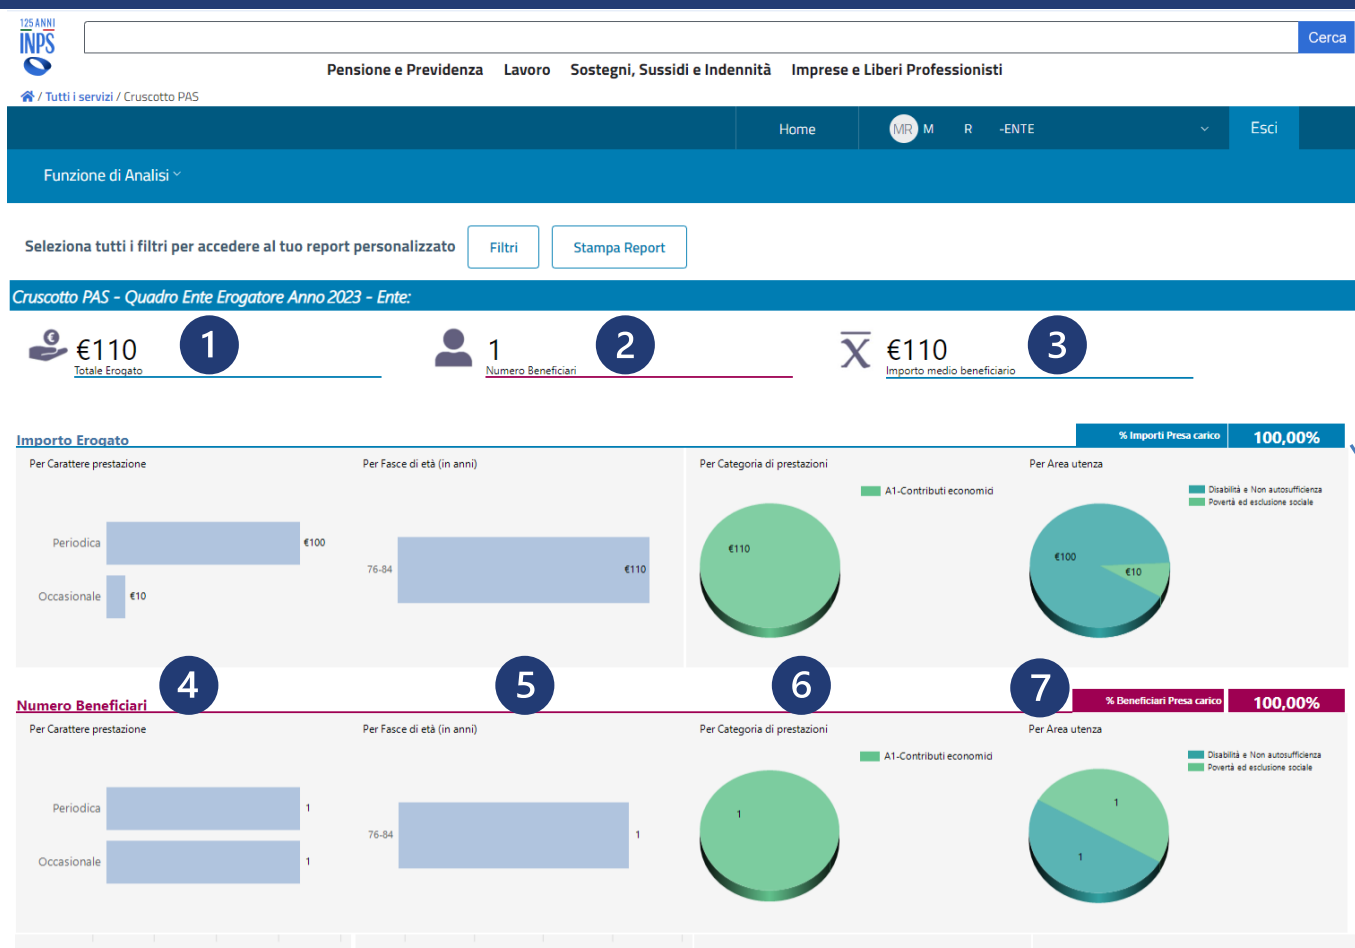 125 ANNI
INPS
Cerca
Pensione e Previdenza Lavoro Sostegni, Sussidi e Indennità Imprese e Liberi Professionisti
/ Tutti i servizi / Cruscotto PAS
Home MR M R -ENTE Esci
Funzione di Analisi
Seleziona tutti i filtri per accedere al tuo report personalizzato Filtri Stampa Report
Cruscotto PAS - Quadro Ente Erogatore Anno 2023 - Ente:
€ €110 1 1 2 X €110 3
Totale Erogato Numero Beneficiari Importo medio beneficiario
Importo Erogato % Importi Presa carico 100,00%
Per Carattere prestazione Per Fasce di età (in anni) Per Categoria di prestazioni Per Area utenza
A1-Contributi economici Disabilità e Non autosufficienza
Povertà ed esclusione sociale
Periodica €100
€110 €100
76-84 €110 €10
Occasionale €10
4 5 6 7
Numero Beneficiari % Beneficiari Presa carico 100,00%
Per Carattere prestazione Per Fasce di età (in anni) Per Categoria di prestazioni Per Area utenza
A1-Contributi economici Disabilità e Non autosufficienza
Povertà ed esclusione sociale
Periodica 1 1 1
76-84 1
Occasionale 1 1